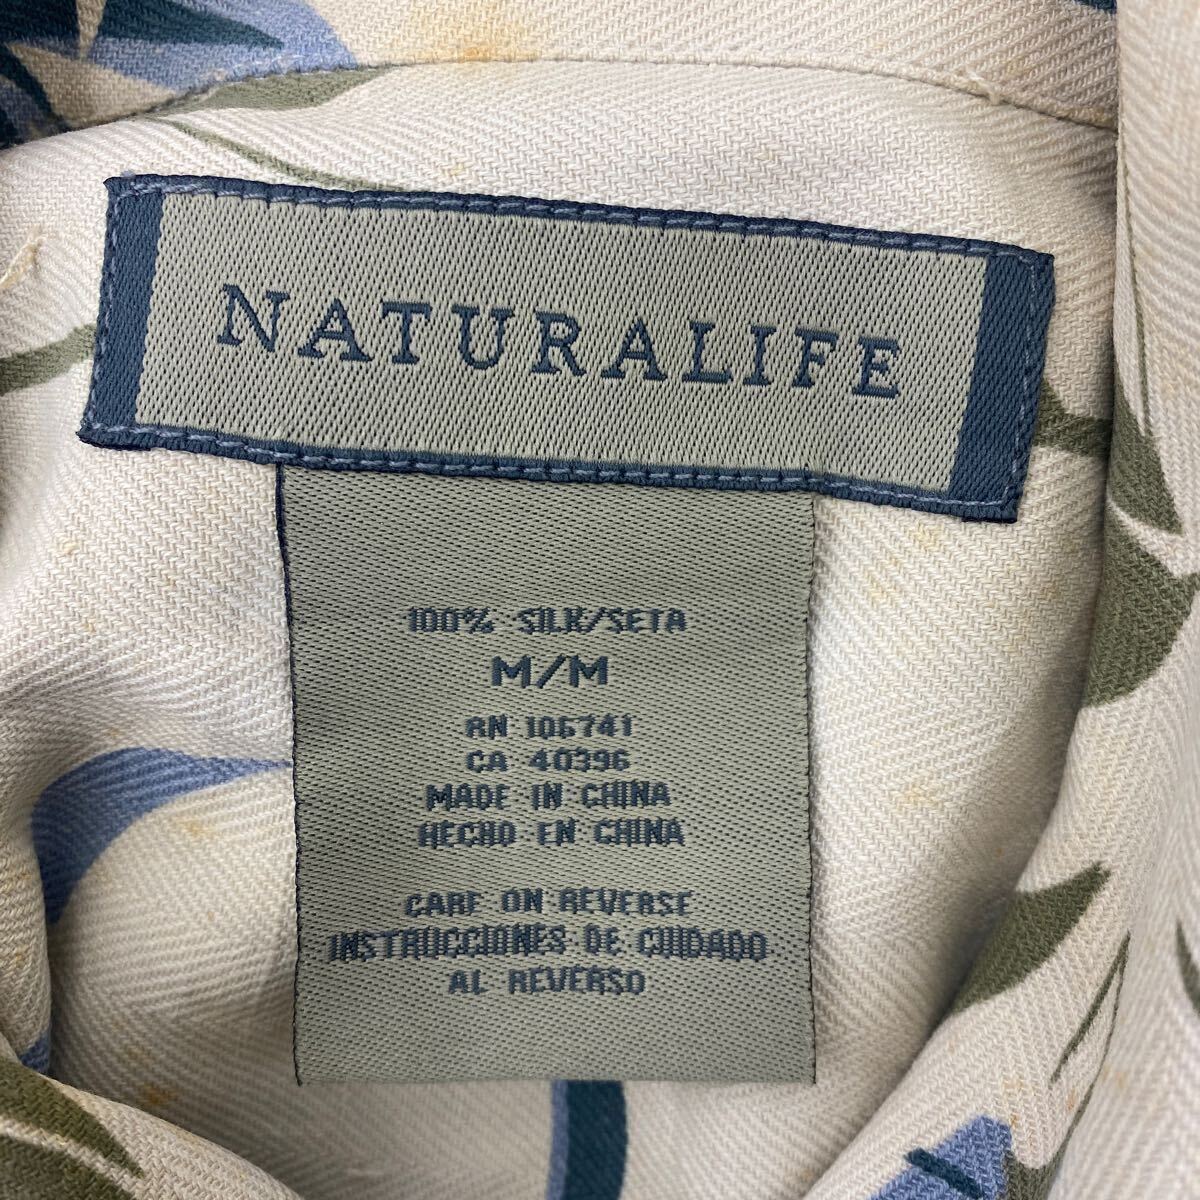 NATURALIFE
100% SILK/SETA
M/M
RN 106741
CA 40396
MADE IN CHINA
HECHO EN CHINA
CARE ON REVERSE
INSTRUCCIONES DE CUIDADO
AL REVERSO